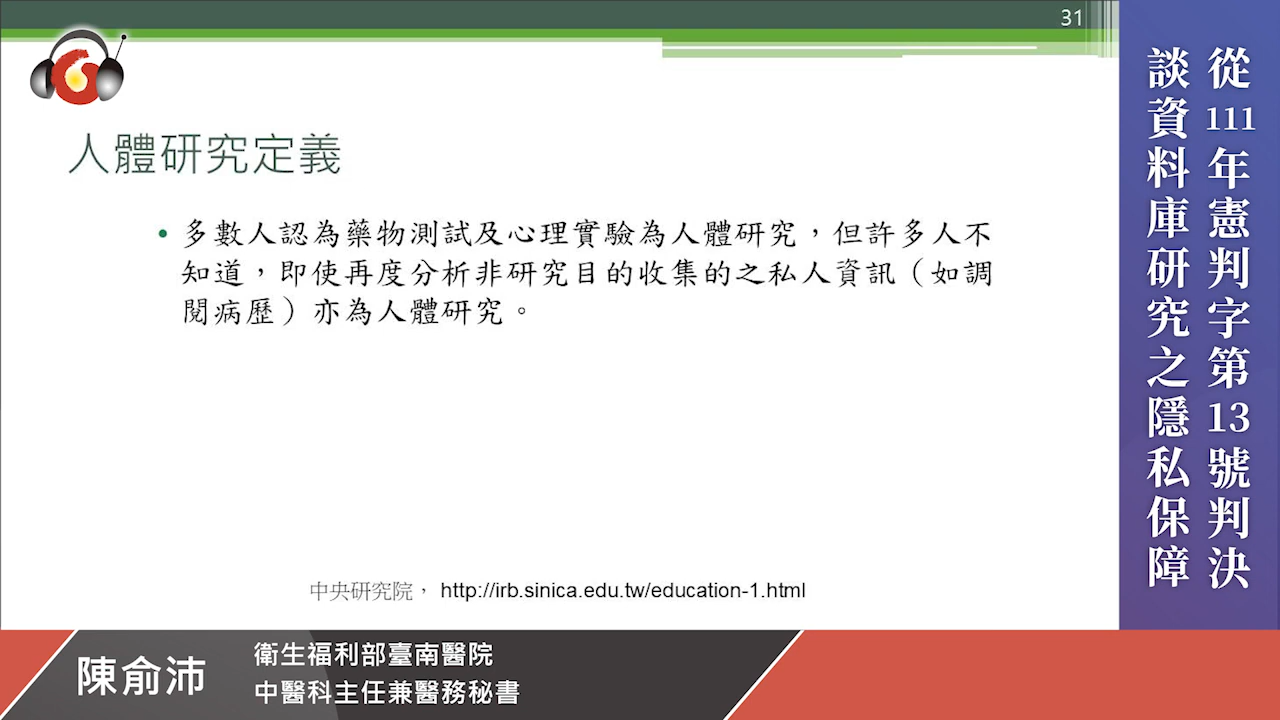 31
人體研究定義
• 多數人認為藥物測試及心理實驗為人體研究，但許多人不
知道，即使再度分析非研究目的收集的之私人資訊（如調
閱病歷）亦為人體研究。
中央研究院， http://irb.sinica.edu.tw/education-1.html
從111年憲判字第13號判決
談資料庫研究之隱私保障
陳俞沛
衛生福利部臺南醫院
中醫科主任兼醫務秘書